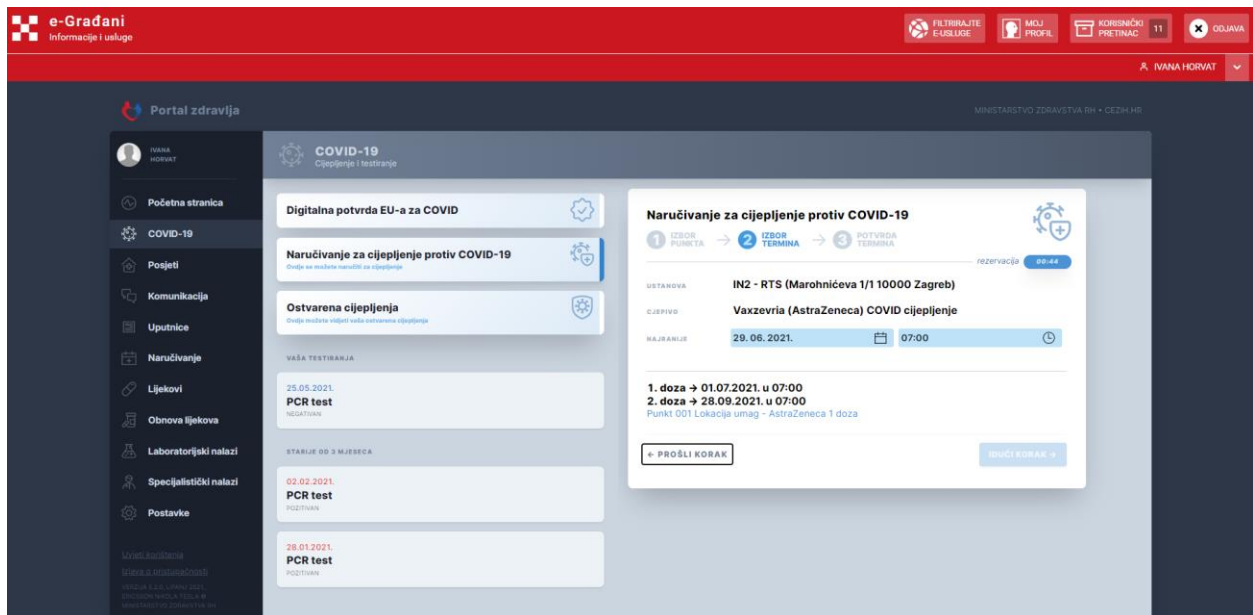 e-Građani
Informacije i usluge
FILTRIRAJTE
E-USLUGE
MOJ
PROFIL
KORISNIČKI
PRETINAC
11
ODJAVA
IVANA HORVAT
Portal zdravlja
MINISTARSTVO ZDRAVSTVA RH • CEZIH.HR
IVANA
HORVAT
Početna stranica
COVID-19
Posjeti
Komunikacija
Uputnice
Naručivanje
Lijekovi
Obnova lijekova
Laboratorijski nalazi
Specijalistički nalazi
Postavke
Uvjeti korištenja
Izjava o pristupačnosti
MINISTARSTVO ZDRAVSTVA RH
COVID-19
Cijepljenje i testiranje
Digitalna potvrda EU-a za COVID
Naručivanje za cijepljenje protiv COVID-19
Ovdje se možete naručiti za cijepljenje
Ostvarena cijepljenja
Ovdje možete vidjeti vaša ostvarena cijepljenja
VAŠA TESTIRANJA
25.05.2021.
PCR test
NEGATIVAN
STARIJE OD 3 MJESECA
02.02.2021.
PCR test
POZITIVAN
28.01.2021.
PCR test
POZITIVAN
Naručivanje za cijepljenje protiv COVID-19
1 IZBOR
PUNKTA
2 IZBOR
TERMINA
3 POTVRDA
TERMINA
rezervacija 00:44
USTANOVA IN2 - RTS (Marohnićeva 1/1 10000 Zagreb)
CJEPIVO Vaxzevria (AstraZeneca) COVID cijepljenje
NAJRANIJE 29. 06. 2021. 07:00
1. doza → 01.07.2021. u 07:00
2. doza → 28.09.2021. u 07:00
Punkt 001 Lokacija umag - AstraZeneca 1 doza
← PROŠLI KORAK
IDUĆI KORAK →